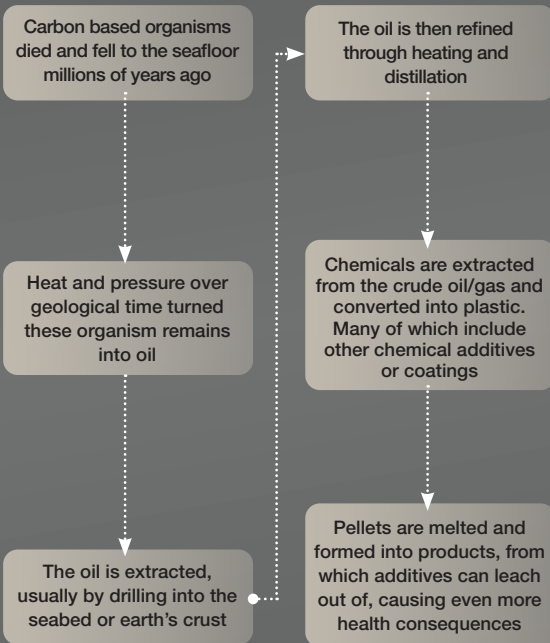 Carbon based organisms
died and fell to the seafloor
millions of years ago
Heat and pressure over
geological time turned
these organism remains
into oil
The oil is extracted,
usually by drilling into the
seabed or earth's crust
The oil is then refined
through heating and
distillation
Chemicals are extracted
from the crude oil/gas and
converted into plastic.
Many of which include
other chemical additives
or coatings
Pellets are melted and
formed into products, from
which additives can leach
out of, causing even more
health consequences